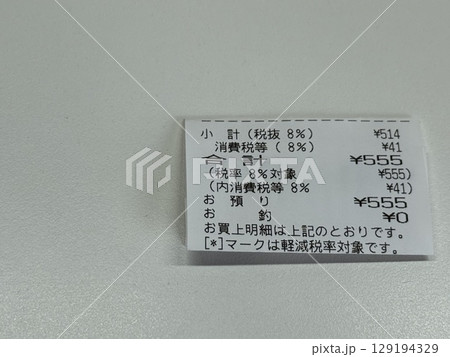 小 計(税抜 8%) ¥514
消費税等( 8%) ¥41
合 計 ¥555
(税率 8%対象 ¥555)
(内消費税等 8% ¥41)
お 預 り ¥555
お 釣 ¥0
お買上明細は上記のとおりです。
[*]マークは軽減税率対象です。
PIXTA
pixta.jp - 129194329